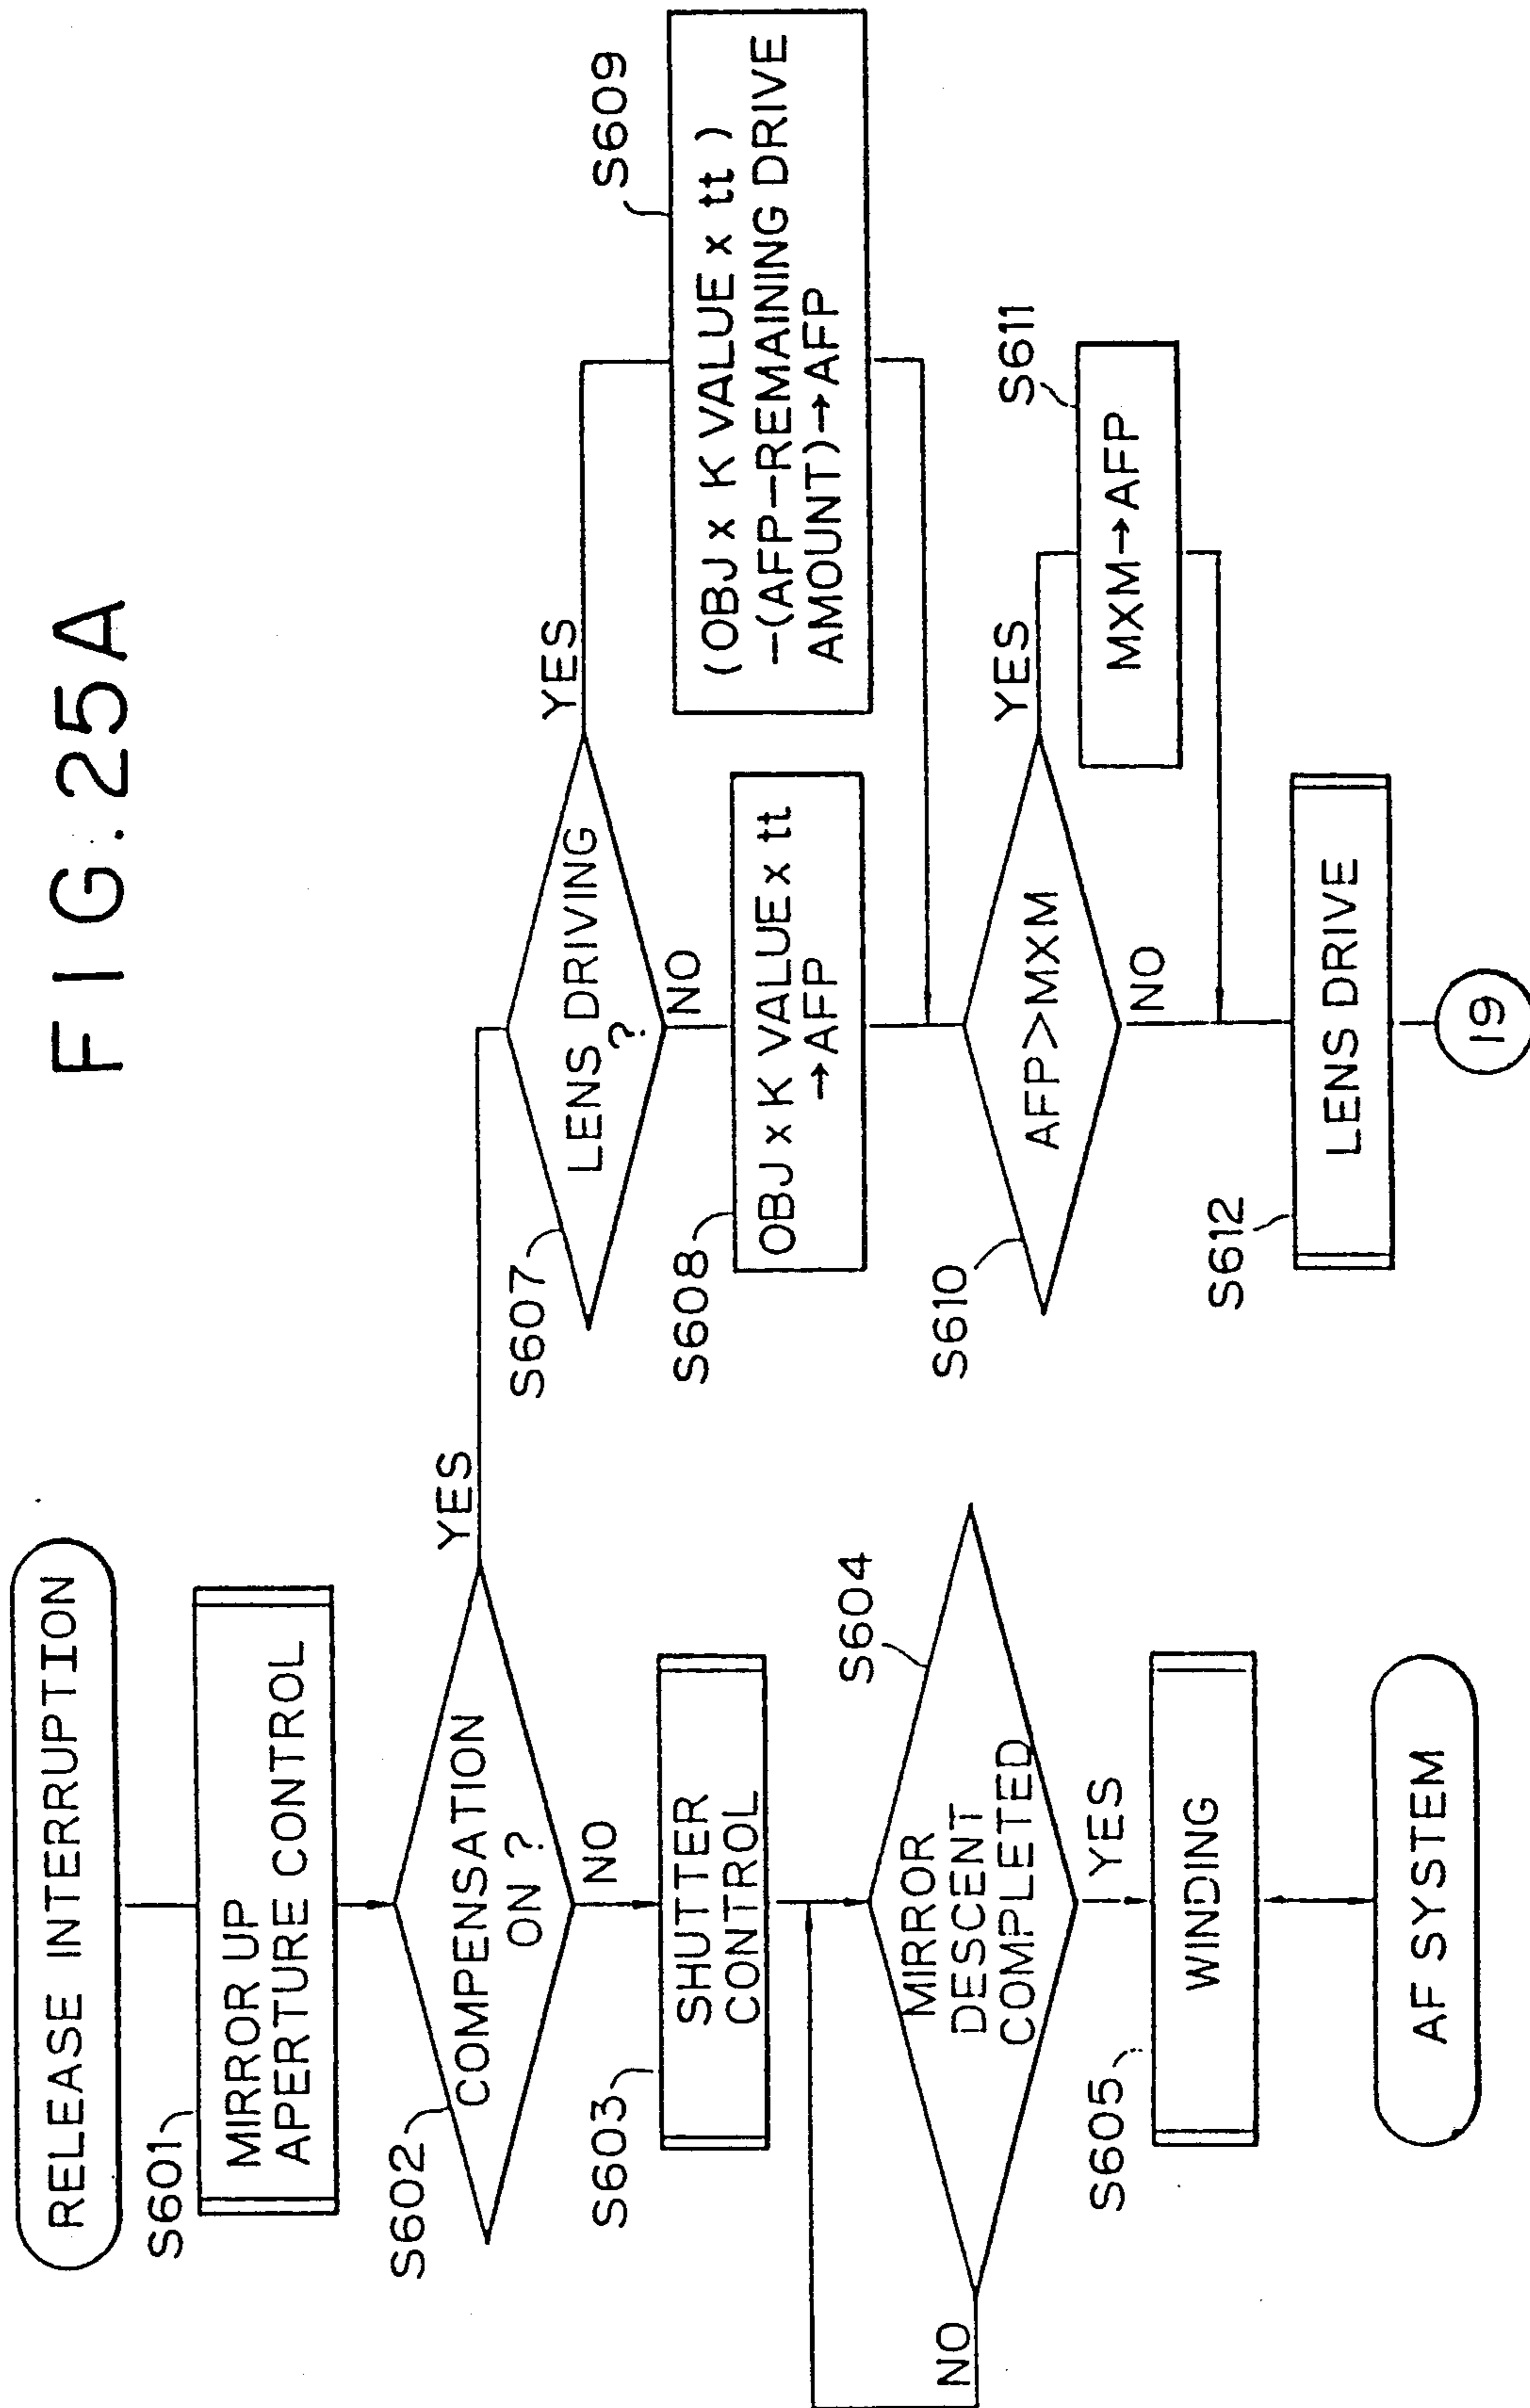 FIG. 25A
RELEASE INTERRUPTION
S601
MIRROR UP
APERTURE CONTROL
S602
COMPENSATION
ON ?
YES
NO
S603
SHUTTER
CONTROL
S604
MIRROR
DESCENT
COMPLETED
NO
YES
S605
WINDING
AF SYSTEM
S607
LENS DRIVING
?
YES
NO
S608
OBJ x K VALUE x tt
→AFP
S609
(OBJ x K VALUE x tt )
-(AFP-REMAINING DRIVE
AMOUNT)→AFP
S610
AFP>MXM
YES
NO
S611
MXM→AFP
S612
LENS DRIVE
19